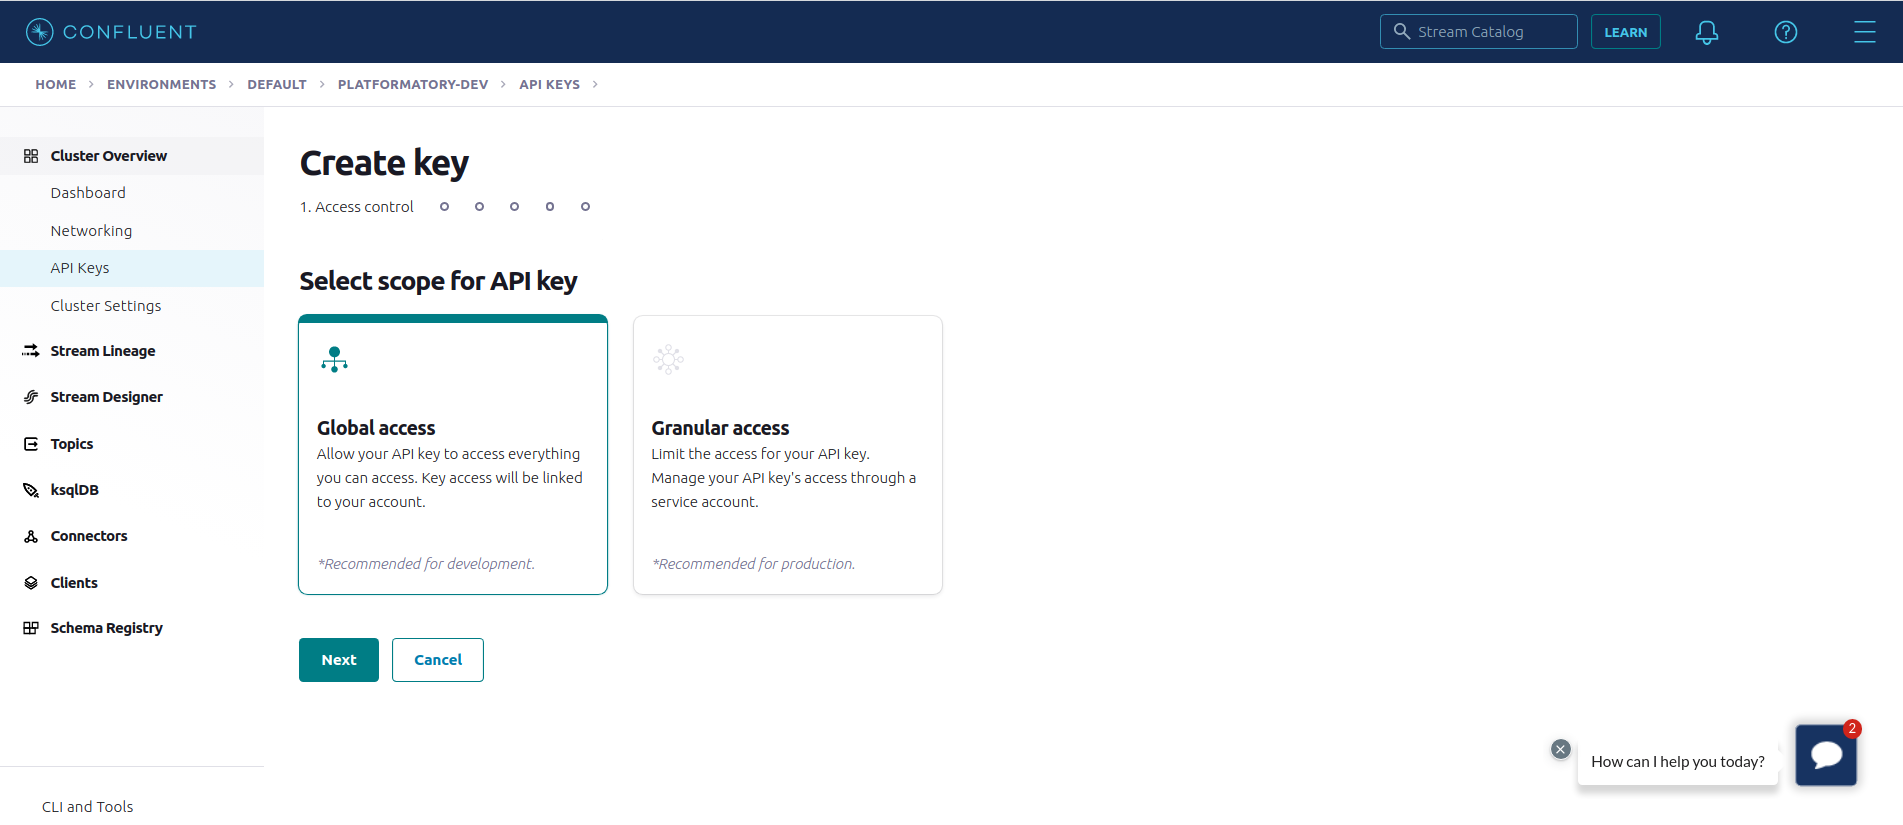 CONFLUENT
Stream Catalog
LEARN
HOME > ENVIRONMENTS > DEFAULT > PLATFORMATORY-DEV > API KEYS >
Cluster Overview
Dashboard
Networking
API Keys
Cluster Settings
Stream Lineage
Stream Designer
Topics
ksqlDB
Connectors
Clients
Schema Registry
CLI and Tools
Create key
1. Access control
Select scope for API key
Global access
Allow your API key to access everything
you can access. Key access will be linked
to your account.
*Recommended for development.
Granular access
Limit the access for your API key.
Manage your API key's access through a
service account.
*Recommended for production.
Next
Cancel
How can I help you today?
2